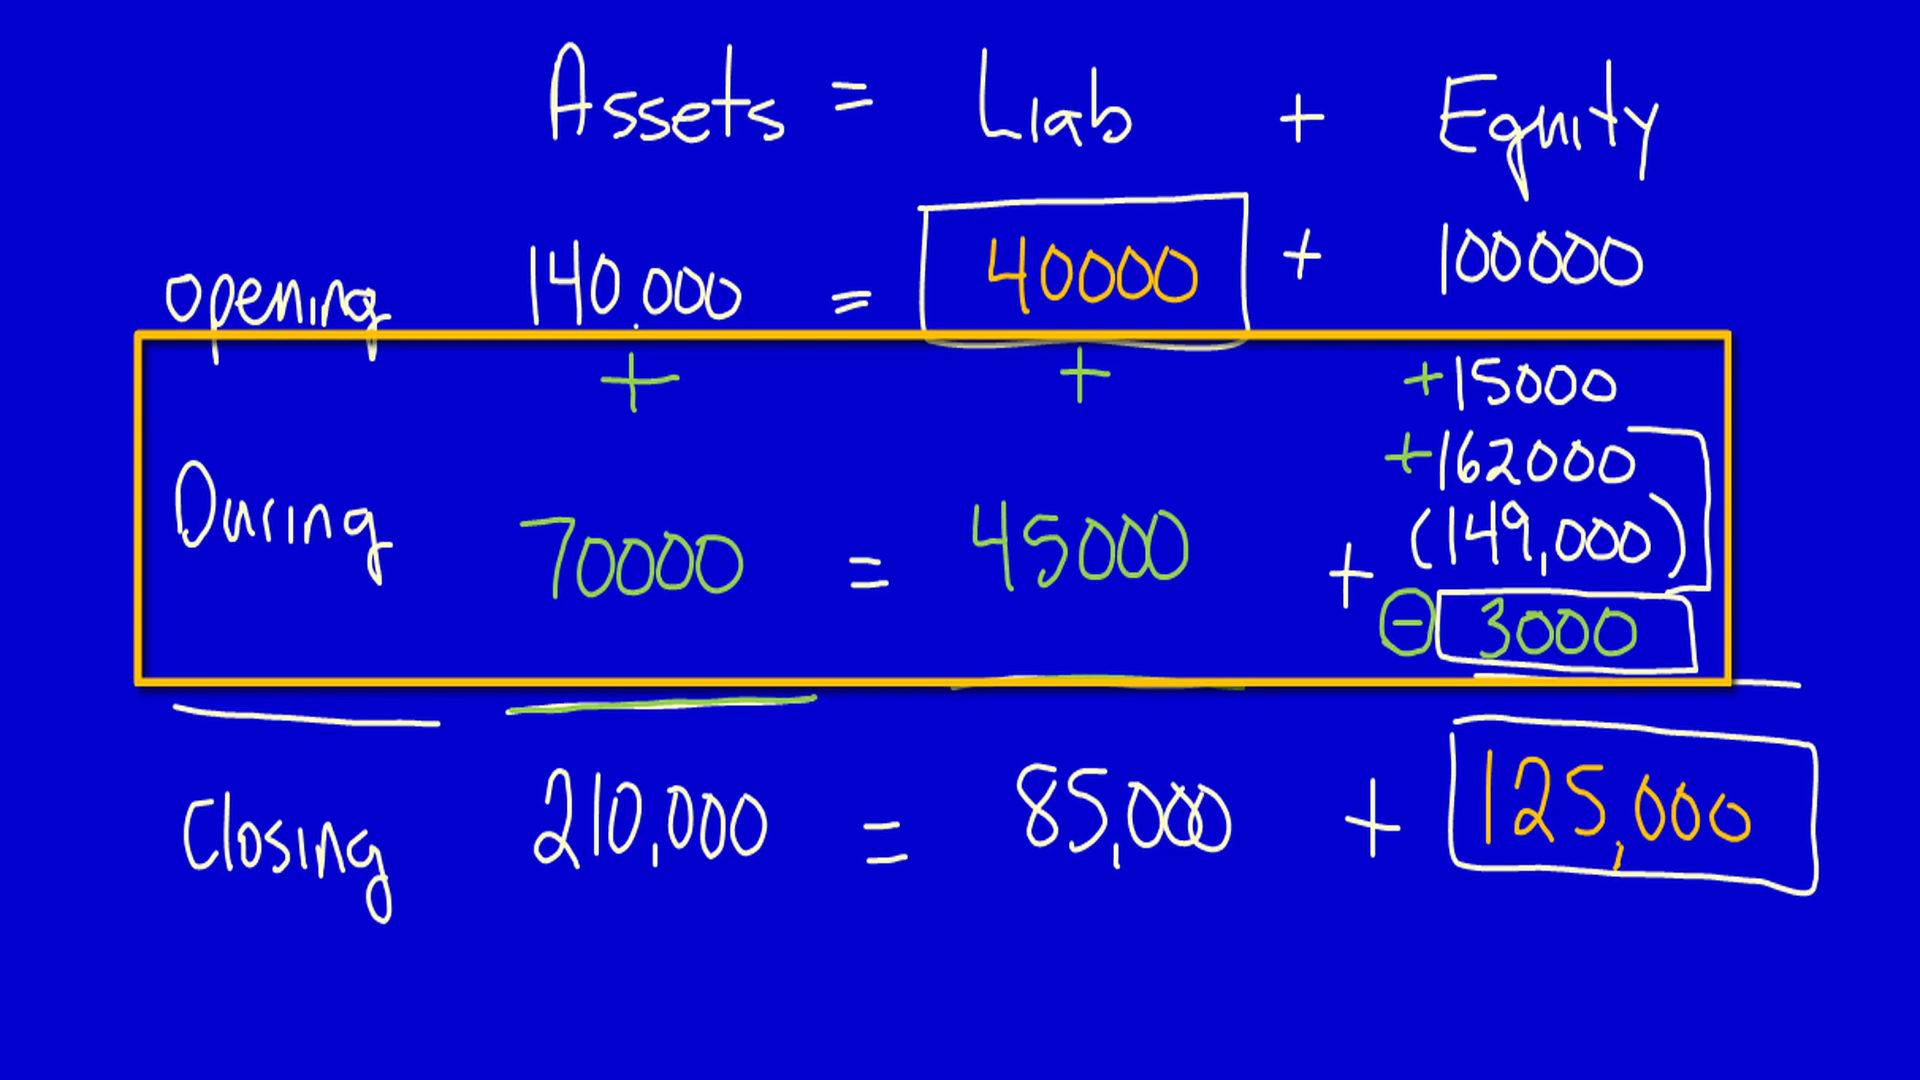 Assets = Liab + Equity
opening 140.000 = 40000 + 100000
+ + +15000
+162000
During 70000 = 45000 + (149,000)
- 3000
Closing 210,000 = 85,000 + 125,000